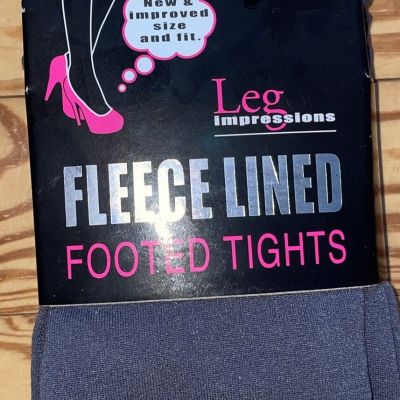 New &
improved
size
and fit.
Leg
impressions
FLEECE LINED
FOOTED TIGHTS